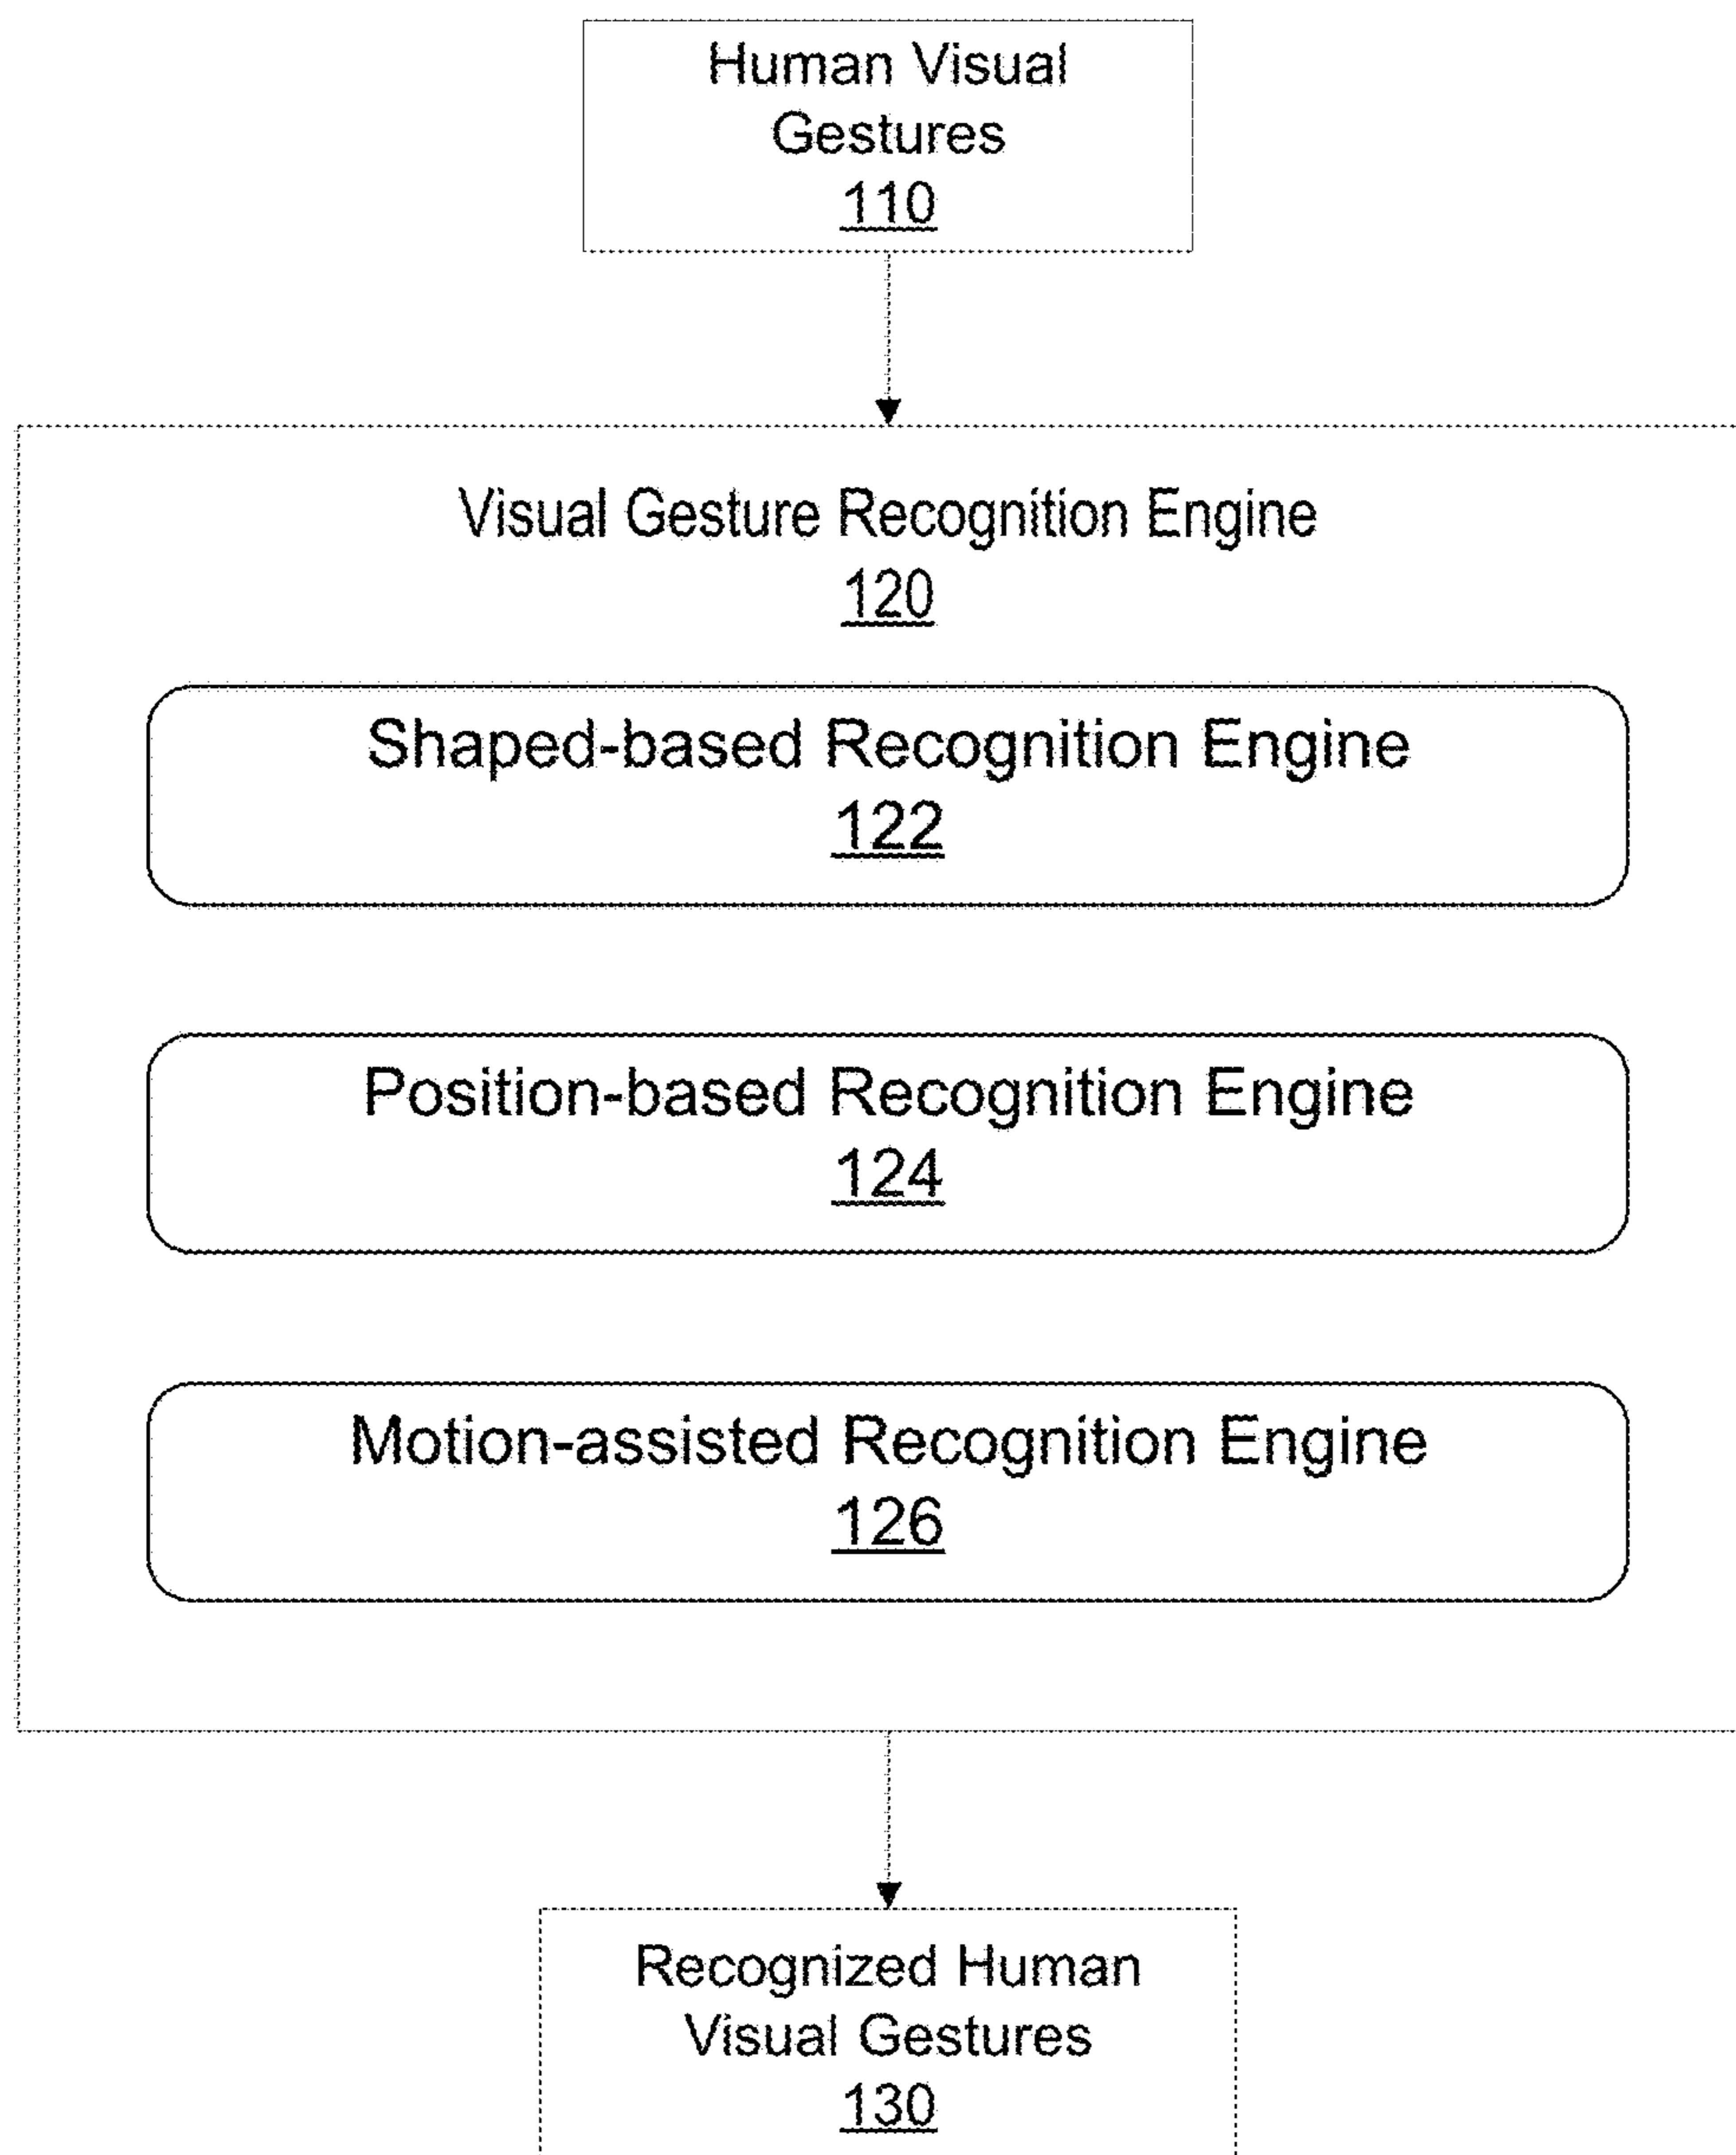 Human Visual
Gestures
110
Visual Gesture Recognition Engine
120
Shaped-based Recognition Engine
122
Position-based Recognition Engine
124
Motion-assisted Recognition Engine
126
Recognized Human
Visual Gestures
130